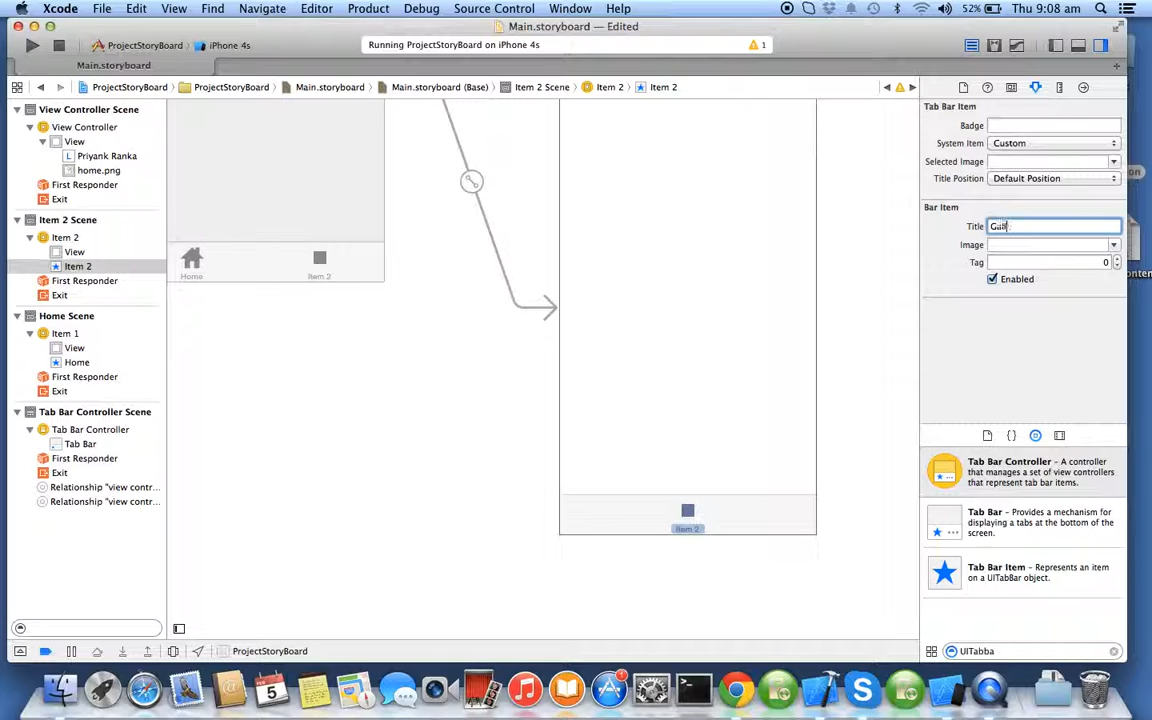 Xcode File Edit View Find Navigate Editor Product Debug Source Control Window Help 52% Thu 9:08 am
Main.storyboard — Edited
ProjectStoryBoard iPhone 4s Running ProjectStoryBoard on iPhone 4s 1
Main.storyboard
ProjectStoryBoard ProjectStoryBoard Main.storyboard Main.storyboard (Base) Item 2 Scene Item 2 Item 2
View Controller Scene
View Controller
View
L Priyank Ranka
home.png
First Responder
Exit
Item 2 Scene
Item 2
View
Item 2
First Responder
Exit
Home Scene
Item 1
View
Home
First Responder
Exit
Tab Bar Controller Scene
Tab Bar Controller
Tab Bar
First Responder
Exit
Relationship "view contr...
Relationship "view contr...
Home Item 2
Item 2
Tab Bar Item
Badge
System Item Custom
Selected Image
Title Position Default Position
Bar Item
Title
Image
Tag 0
Enabled
Tab Bar Controller – A controller
that manages a set of view controllers
that represent tab bar items.
Tab Bar – Provides a mechanism for
displaying a tabs at the bottom of the
screen.
Tab Bar Item – Represents an item
on a UITabBar object.
ProjectStoryBoard
UITabba
FEB
5
1